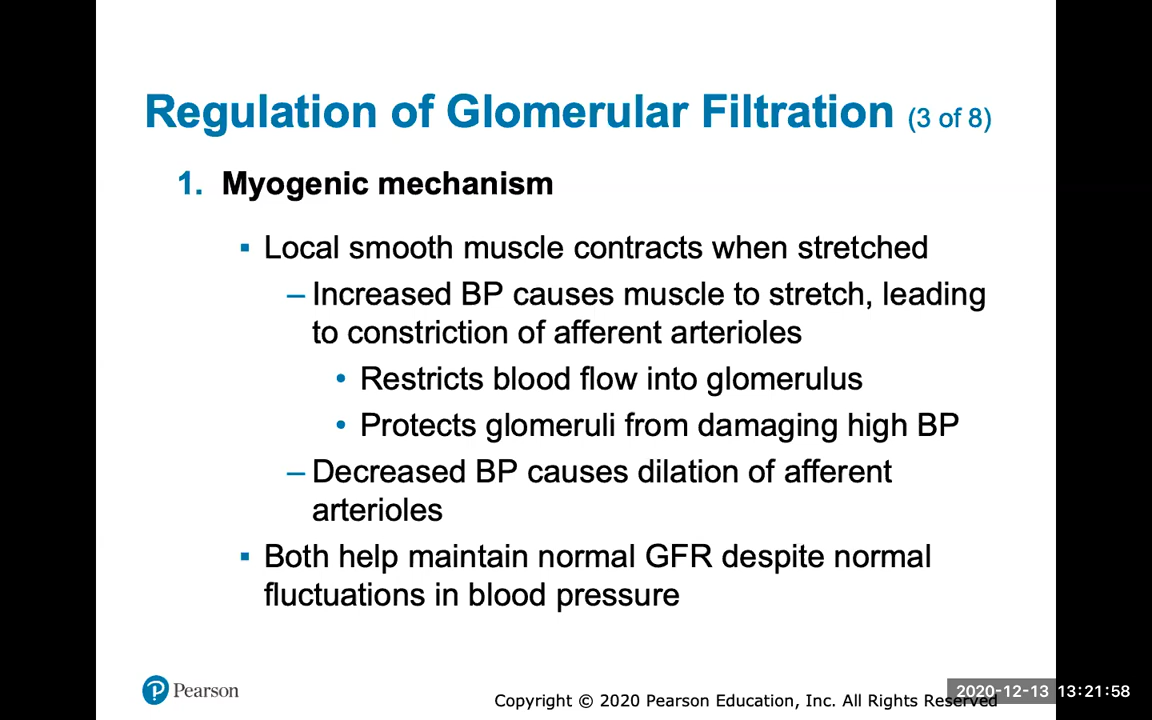 Regulation of Glomerular Filtration (3 of 8)
1. Myogenic mechanism
▪ Local smooth muscle contracts when stretched
– Increased BP causes muscle to stretch, leading
to constriction of afferent arterioles
• Restricts blood flow into glomerulus
• Protects glomeruli from damaging high BP
– Decreased BP causes dilation of afferent
arterioles
▪ Both help maintain normal GFR despite normal
fluctuations in blood pressure
P Pearson
Copyright © 2020 Pearson Education, Inc. All Rights Reserved
2020-12-13 13:21:58